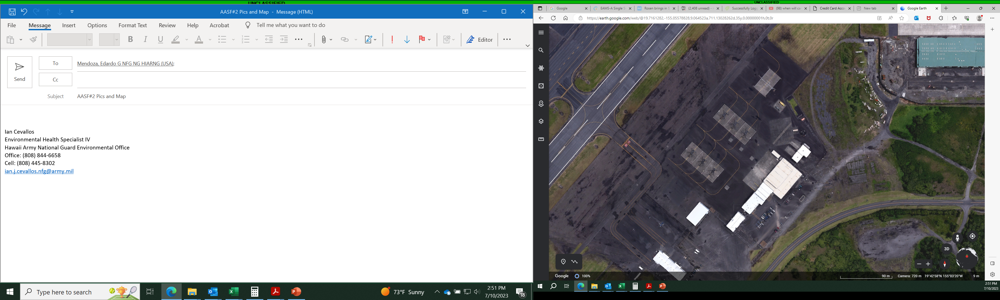 UNCLASSIFIED
AASF#2 Pics and Map - Message (HTML)
File Message Insert Options Format Text Review Help Acrobat Tell me what you want to do
B I U A Editor
Send
To Mendoza, Edardo G NFG NG HIARNG (USA);
Cc
Subject AASF#2 Pics and Map
Ian Cevallos
Environmental Health Specialist IV
Hawaii Army National Guard Environmental Office
Office: (808) 844-6658
Cell: (808) 445-8302
ian.j.cevallos.nfg@army.mil
Type here to search
73°F Sunny
2:51 PM
7/10/2023
18
UNCLASSIFIED
Google
EAMS-A Single Si
Rosen brings in $
(2,408 unread) -
Successfully Logg
(98) when will ca
Credit Card Acco
New tab
Google Earth
https://earth.google.com/web/@19.7161282,-155.05578828,9.064523a,711.13028262d,35y,0.00000001h,0t,0r
3D
Google 100% 90 m Camera: 720 m 19°42'58"N 155°03'20"W 9 m
2:51 PM
7/10/2023